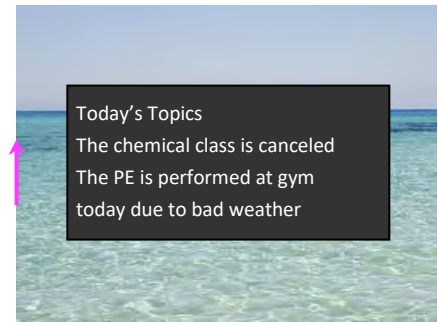 Today’s Topics
The chemical class is canceled
The PE is performed at gym
today due to bad weather